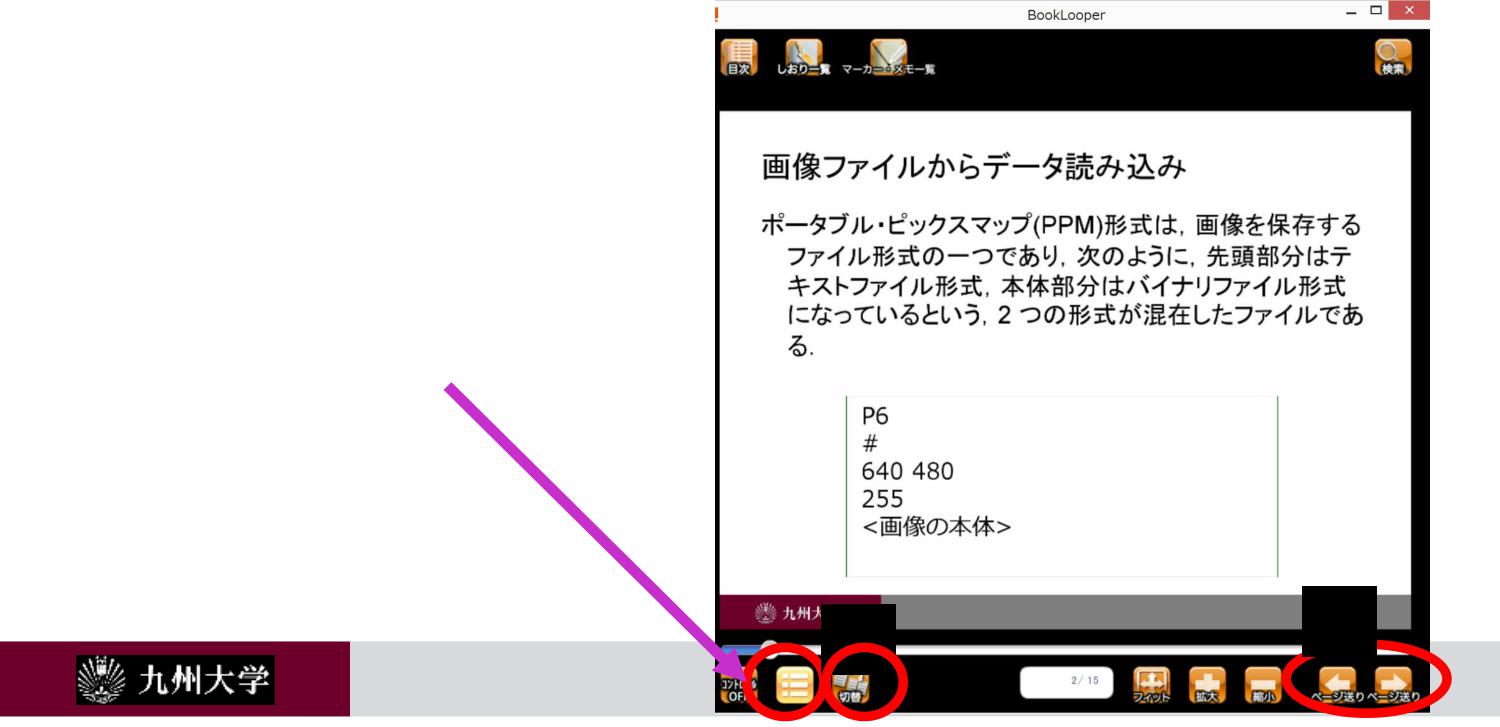 BookLooper
目次 しおり一覧 マーカー・メモ一覧 検索
画像ファイルからデータ読み込み
ポータブル・ピックスマップ(PPM)形式は, 画像を保存する
ファイル形式の一つであり, 次のように, 先頭部分はテ
キストファイル形式, 本体部分はバイナリファイル形式
になっているという, 2 つの形式が混在したファイルであ
る.
P6
#
640 480
255
<画像の本体>
九州大
九州大学
切替 2/ 15 フィット 拡大 縮小 ページ送り ページ送り